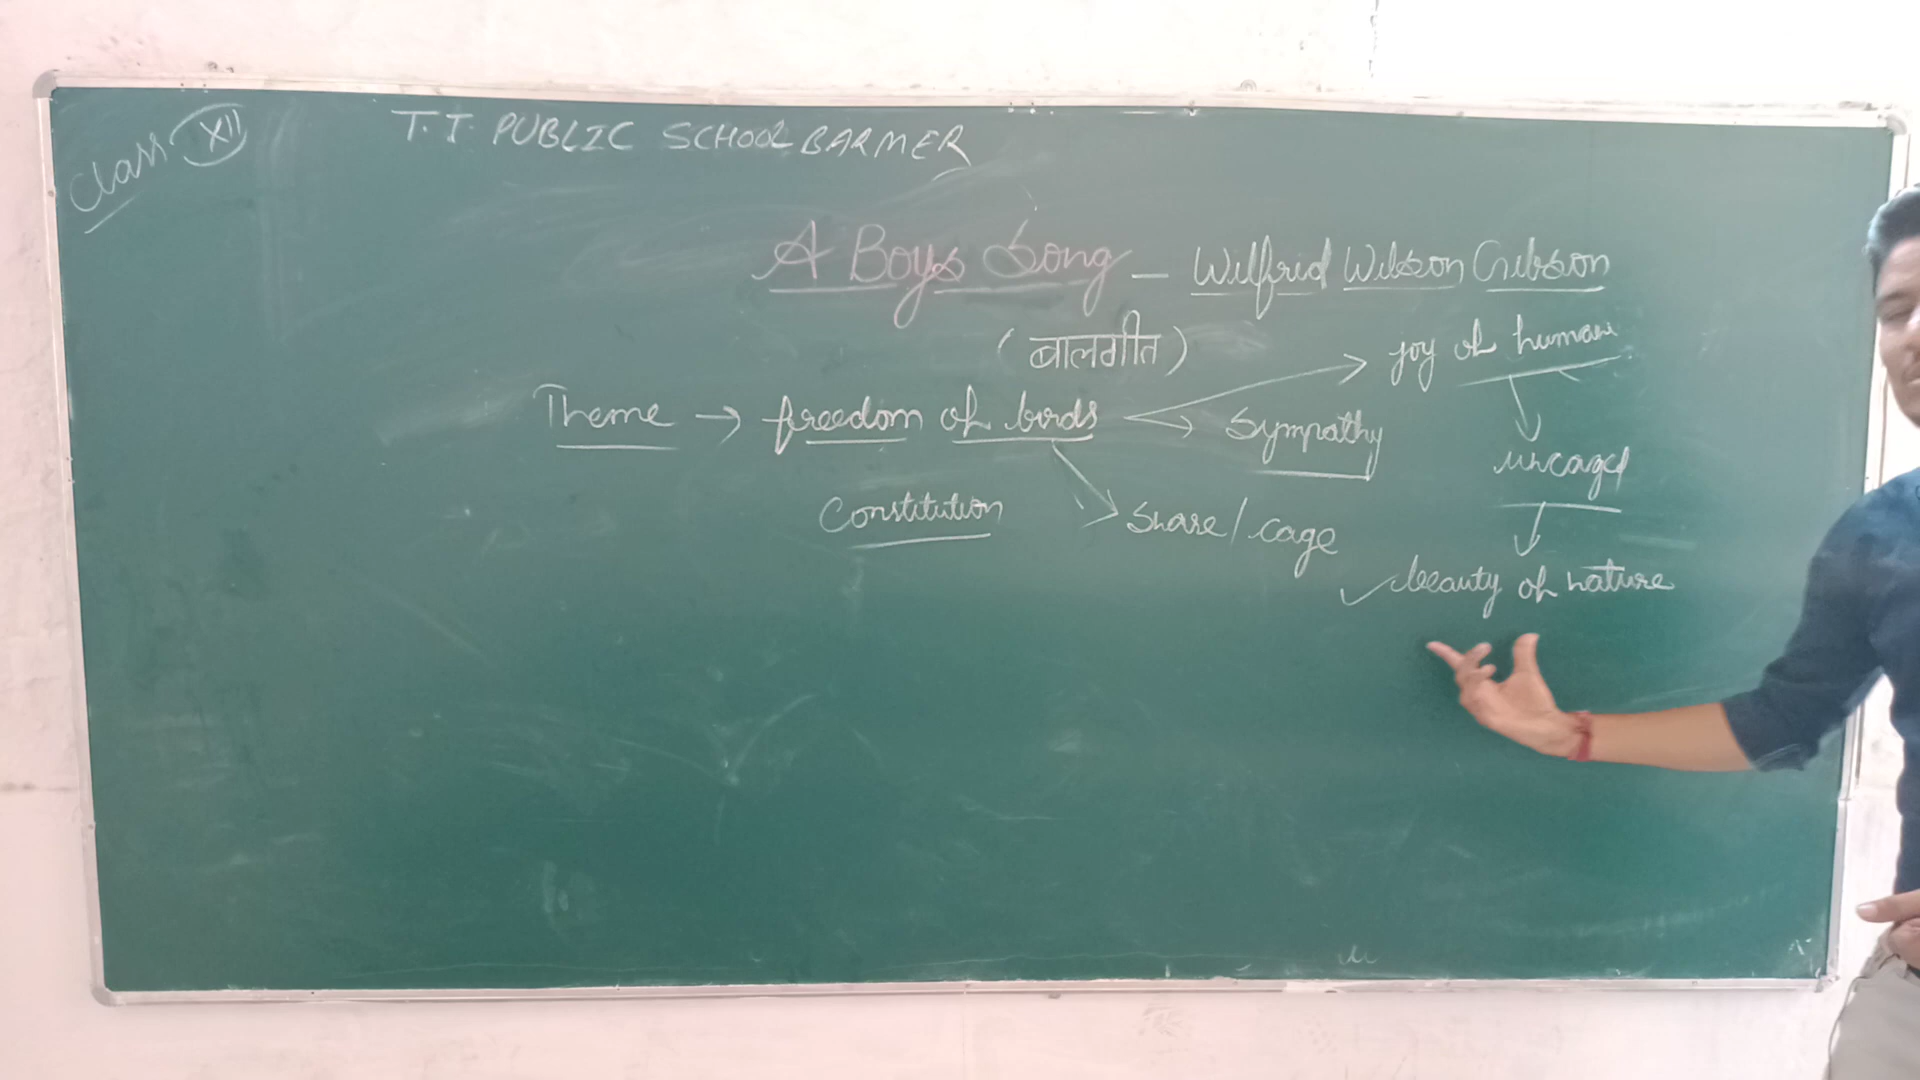 Class XII
T.T. PUBLIC SCHOOL BARMER
A Boys Song – Wilfrid Wilson Gibson
(बालगीत)
joy of human
Theme → freedom of birds → Sympathy
uncaged
Constitution
Snare/cage
beauty of nature